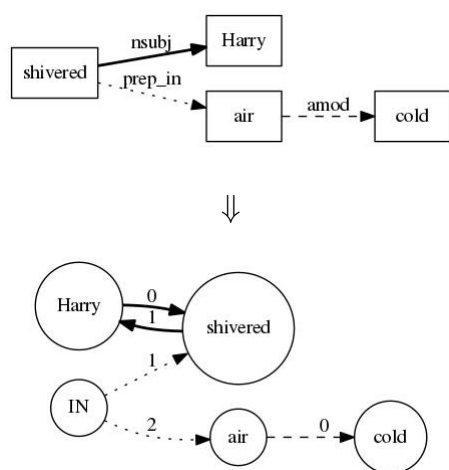 nsubj
Harry
shivered
prep_in
air
amod
cold
⇓
Harry
0
1
shivered
1
IN
2
air
0
cold